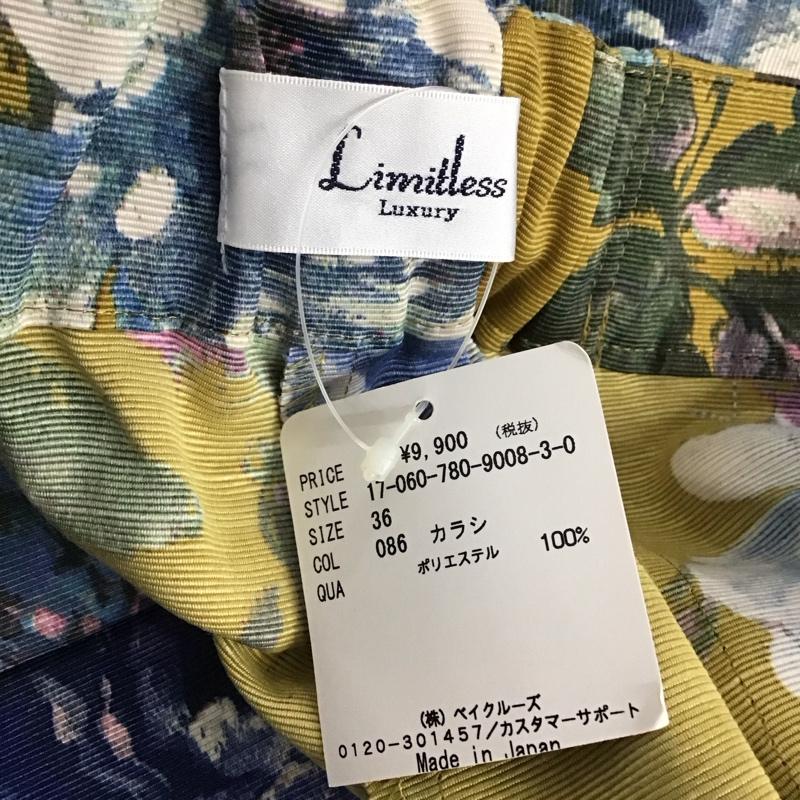 Limitless
Luxury
PRICE ¥9,900 (税抜)
STYLE 17-060-780-9008-3-0
SIZE 36
COL 086 カラシ
QUA ポリエステル 100%
(株) ベイクルーズ
0120-301457/カスタマーサポート
Made in Japan